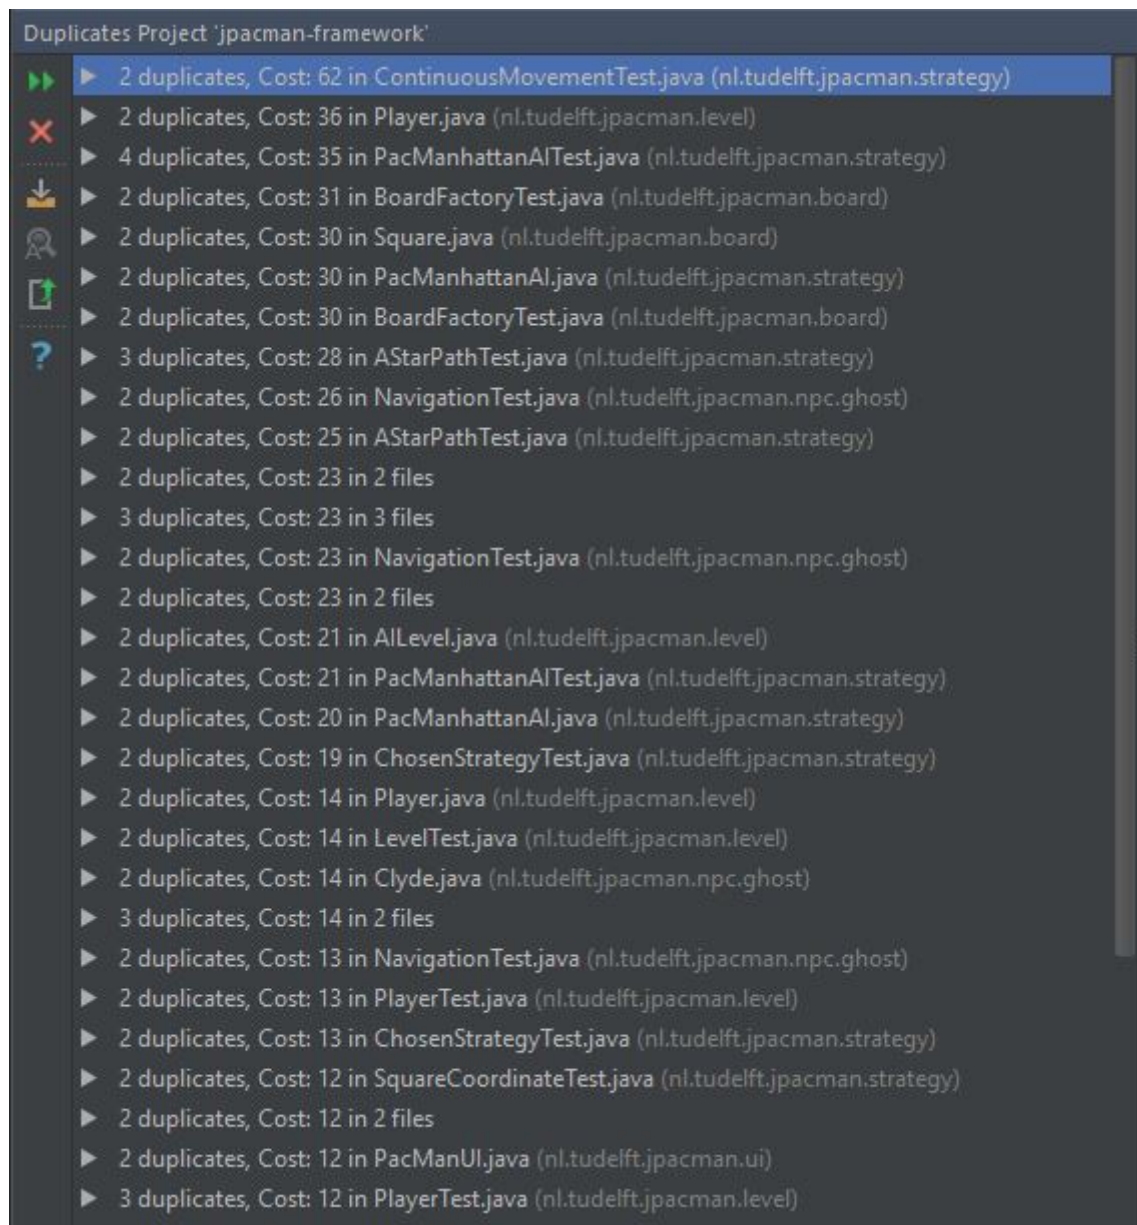 Duplicates Project 'jpacman-framework'
2 duplicates, Cost: 62 in ContinuousMovementTest.java (nl.tudelft.jpacman.strategy)
2 duplicates, Cost: 36 in Player.java (nl.tudelft.jpacman.level)
4 duplicates, Cost: 35 in PacManhattanAITest.java (nl.tudelft.jpacman.strategy)
2 duplicates, Cost: 31 in BoardFactoryTest.java (nl.tudelft.jpacman.board)
2 duplicates, Cost: 30 in Square.java (nl.tudelft.jpacman.board)
2 duplicates, Cost: 30 in PacManhattanAI.java (nl.tudelft.jpacman.strategy)
2 duplicates, Cost: 30 in BoardFactoryTest.java (nl.tudelft.jpacman.board)
3 duplicates, Cost: 28 in AStarPathTest.java (nl.tudelft.jpacman.strategy)
2 duplicates, Cost: 26 in NavigationTest.java (nl.tudelft.jpacman.npc.ghost)
2 duplicates, Cost: 25 in AStarPathTest.java (nl.tudelft.jpacman.strategy)
2 duplicates, Cost: 23 in 2 files
3 duplicates, Cost: 23 in 3 files
2 duplicates, Cost: 23 in NavigationTest.java (nl.tudelft.jpacman.npc.ghost)
2 duplicates, Cost: 23 in 2 files
2 duplicates, Cost: 21 in AILevel.java (nl.tudelft.jpacman.level)
2 duplicates, Cost: 21 in PacManhattanAITest.java (nl.tudelft.jpacman.strategy)
2 duplicates, Cost: 20 in PacManhattanAI.java (nl.tudelft.jpacman.strategy)
2 duplicates, Cost: 19 in ChosenStrategyTest.java (nl.tudelft.jpacman.strategy)
2 duplicates, Cost: 14 in Player.java (nl.tudelft.jpacman.level)
2 duplicates, Cost: 14 in LevelTest.java (nl.tudelft.jpacman.level)
2 duplicates, Cost: 14 in Clyde.java (nl.tudelft.jpacman.npc.ghost)
3 duplicates, Cost: 14 in 2 files
2 duplicates, Cost: 13 in NavigationTest.java (nl.tudelft.jpacman.npc.ghost)
2 duplicates, Cost: 13 in PlayerTest.java (nl.tudelft.jpacman.level)
2 duplicates, Cost: 13 in ChosenStrategyTest.java (nl.tudelft.jpacman.strategy)
2 duplicates, Cost: 12 in SquareCoordinateTest.java (nl.tudelft.jpacman.strategy)
2 duplicates, Cost: 12 in 2 files
2 duplicates, Cost: 12 in PacManUI.java (nl.tudelft.jpacman.ui)
3 duplicates, Cost: 12 in PlayerTest.java (nl.tudelft.jpacman.level)